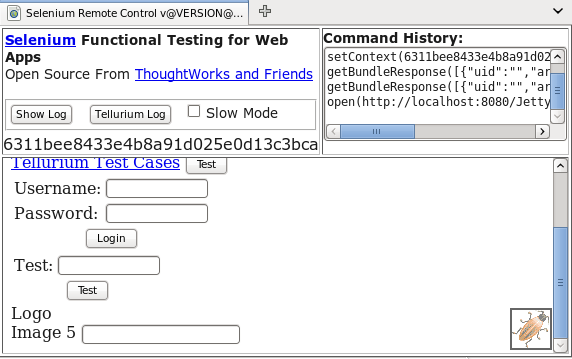 Selenium Remote Control v@VERSION@...
Selenium Functional Testing for Web
Apps
Open Source From ThoughtWorks and Friends
Show Log
Tellurium Log
Slow Mode
6311bee8433e4b8a91d025e0d13c3bca
Command History:
setContext(6311bee8433e4b8a91d02
getBundleResponse([{"uid":"","ar
getBundleResponse([{"uid":"","ar
open(http://localhost:8080/Jetty
Tellurium Test Cases Test
Username:
Password:
Login
Test:
Test
Logo
Image 5